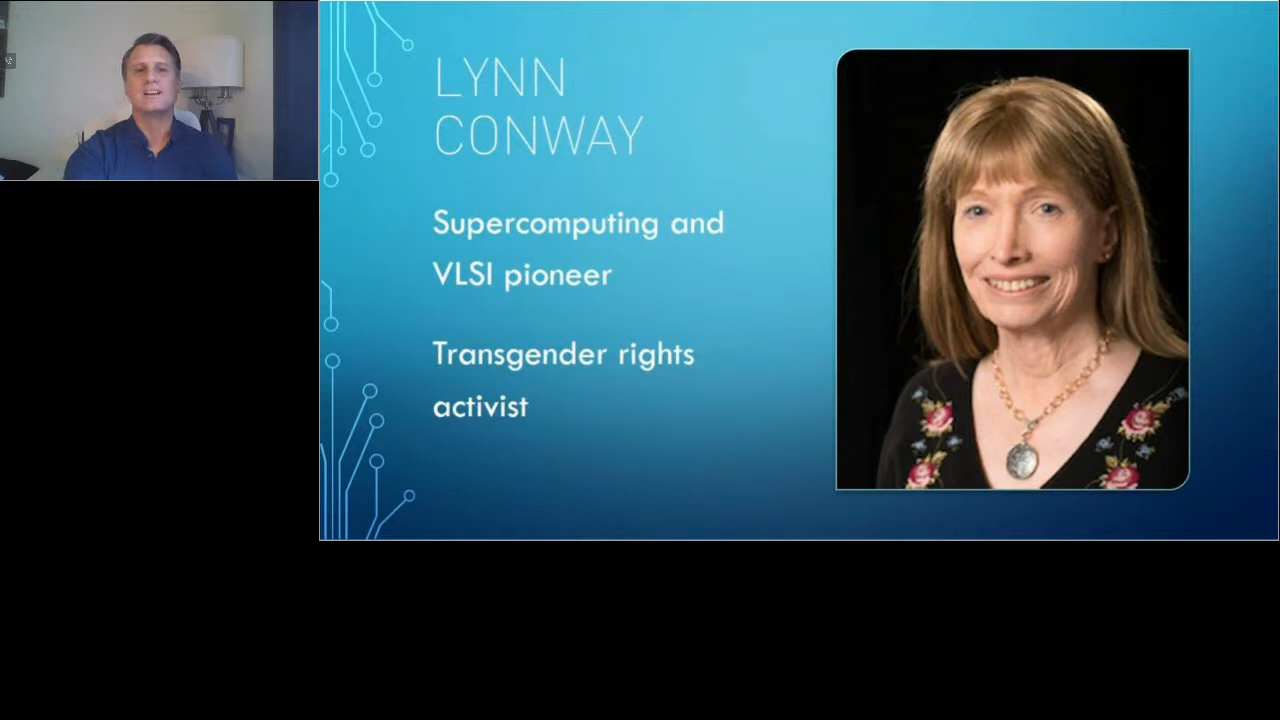 LYNN
CONWAY
Supercomputing and
VLSI pioneer
Transgender rights
activist